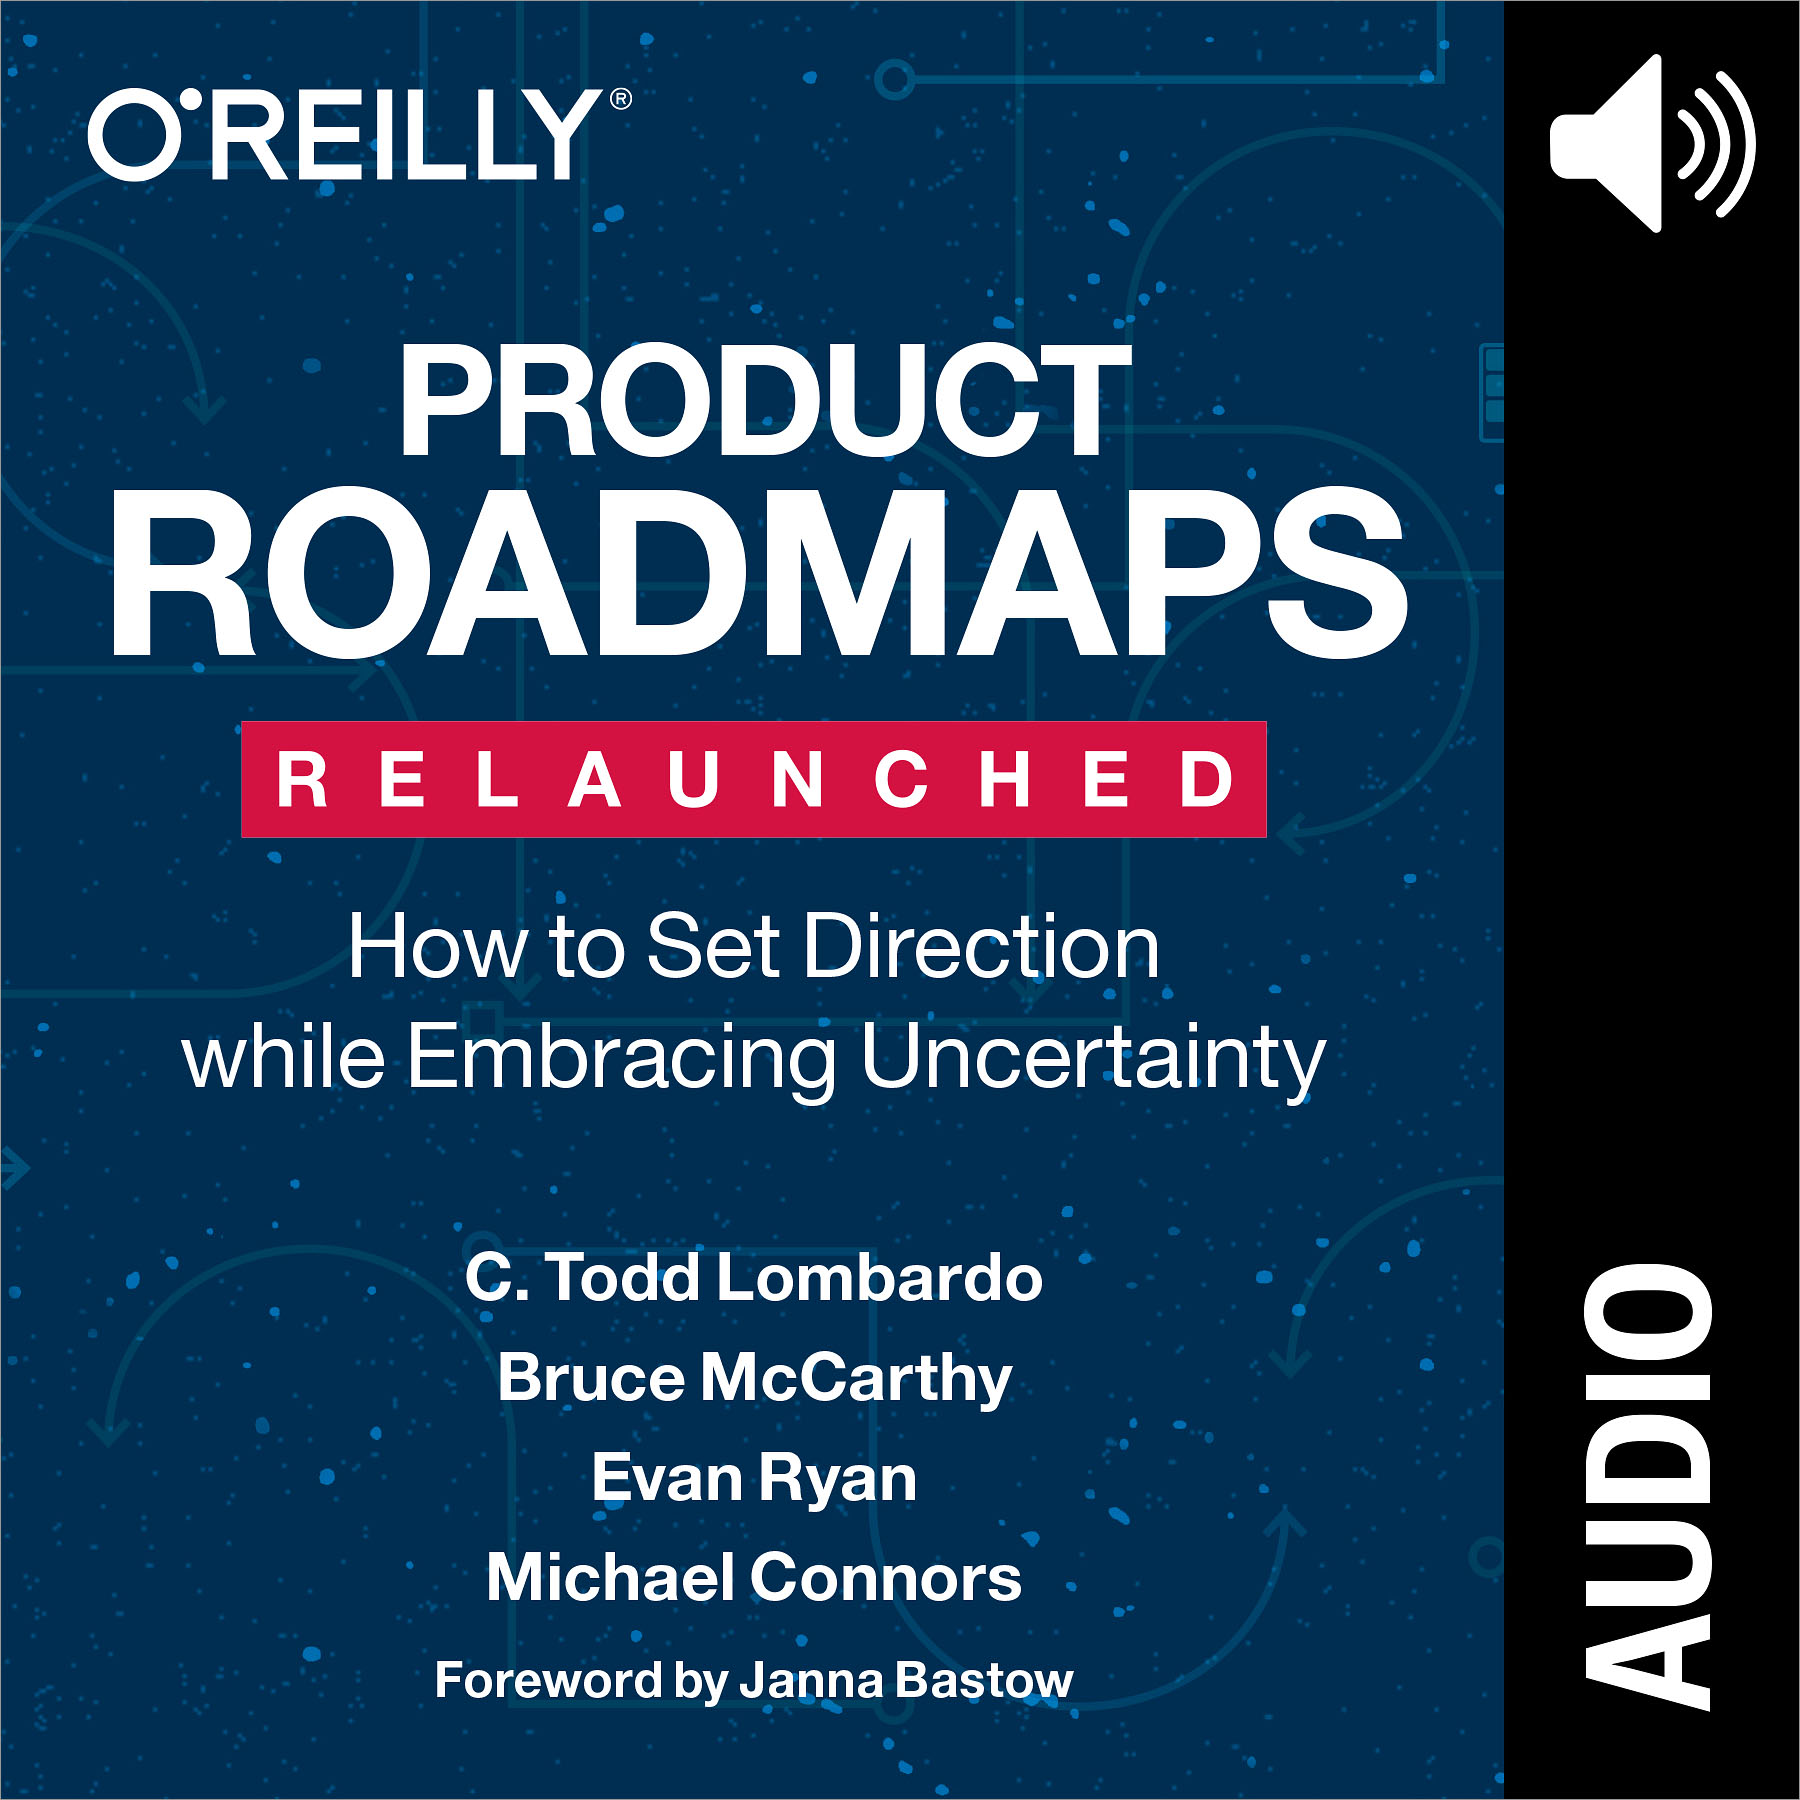 O'REILLY®
PRODUCT
ROADMAPS
RELAUNCHED
How to Set Direction
while Embracing Uncertainty
C. Todd Lombardo
Bruce McCarthy
Evan Ryan
Michael Connors
Foreword by Janna Bastow
AUDIO